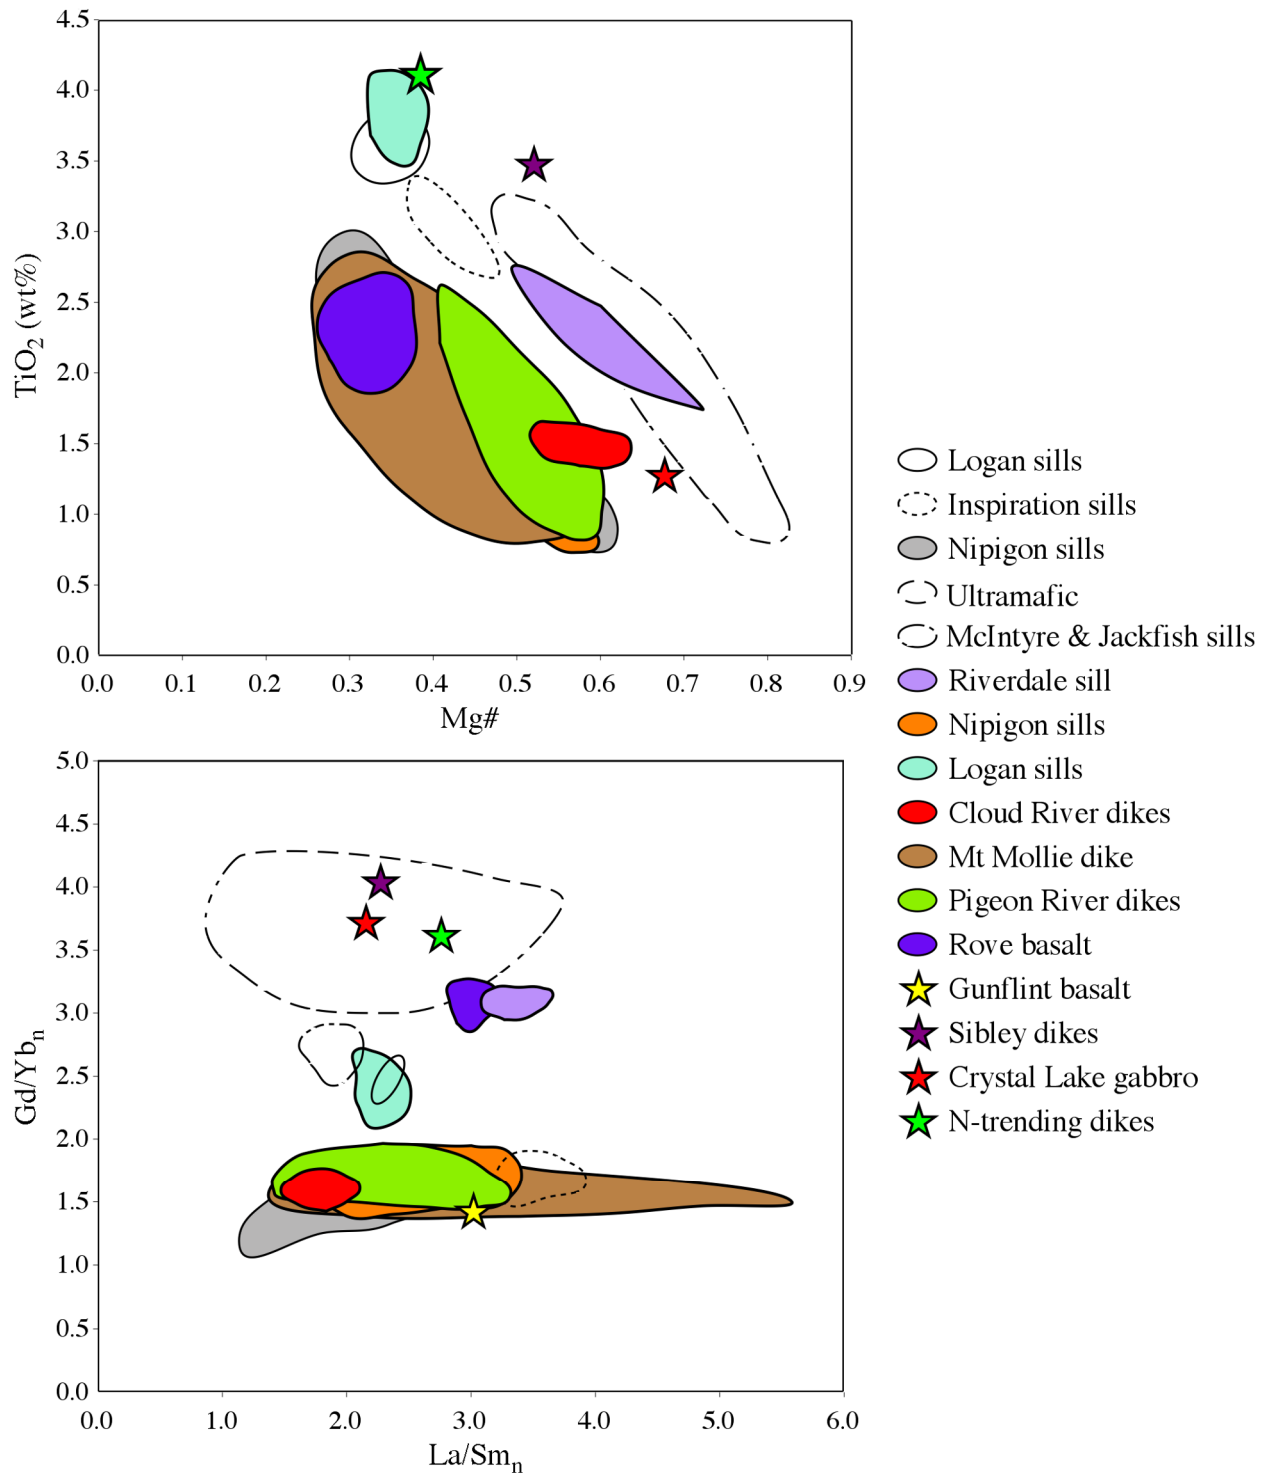 4.5
4.0
3.5
3.0
2.5
2.0
1.5
1.0
0.5
0.0
TiO2 (wt%)
0.0 0.1 0.2 0.3 0.4 0.5 0.6 0.7 0.8 0.9
Mg#
Logan sills
Inspiration sills
Nipigon sills
Ultramafic
McIntyre & Jackfish sills
Riverdale sill
Nipigon sills
Logan sills
Cloud River dikes
Mt Mollie dike
Pigeon River dikes
Rove basalt
Gunflint basalt
Sibley dikes
Crystal Lake gabbro
N-trending dikes
5.0
4.5
4.0
3.5
3.0
2.5
2.0
1.5
1.0
0.5
0.0
Gd/Ybn
0.0 1.0 2.0 3.0 4.0 5.0 6.0
La/Smn